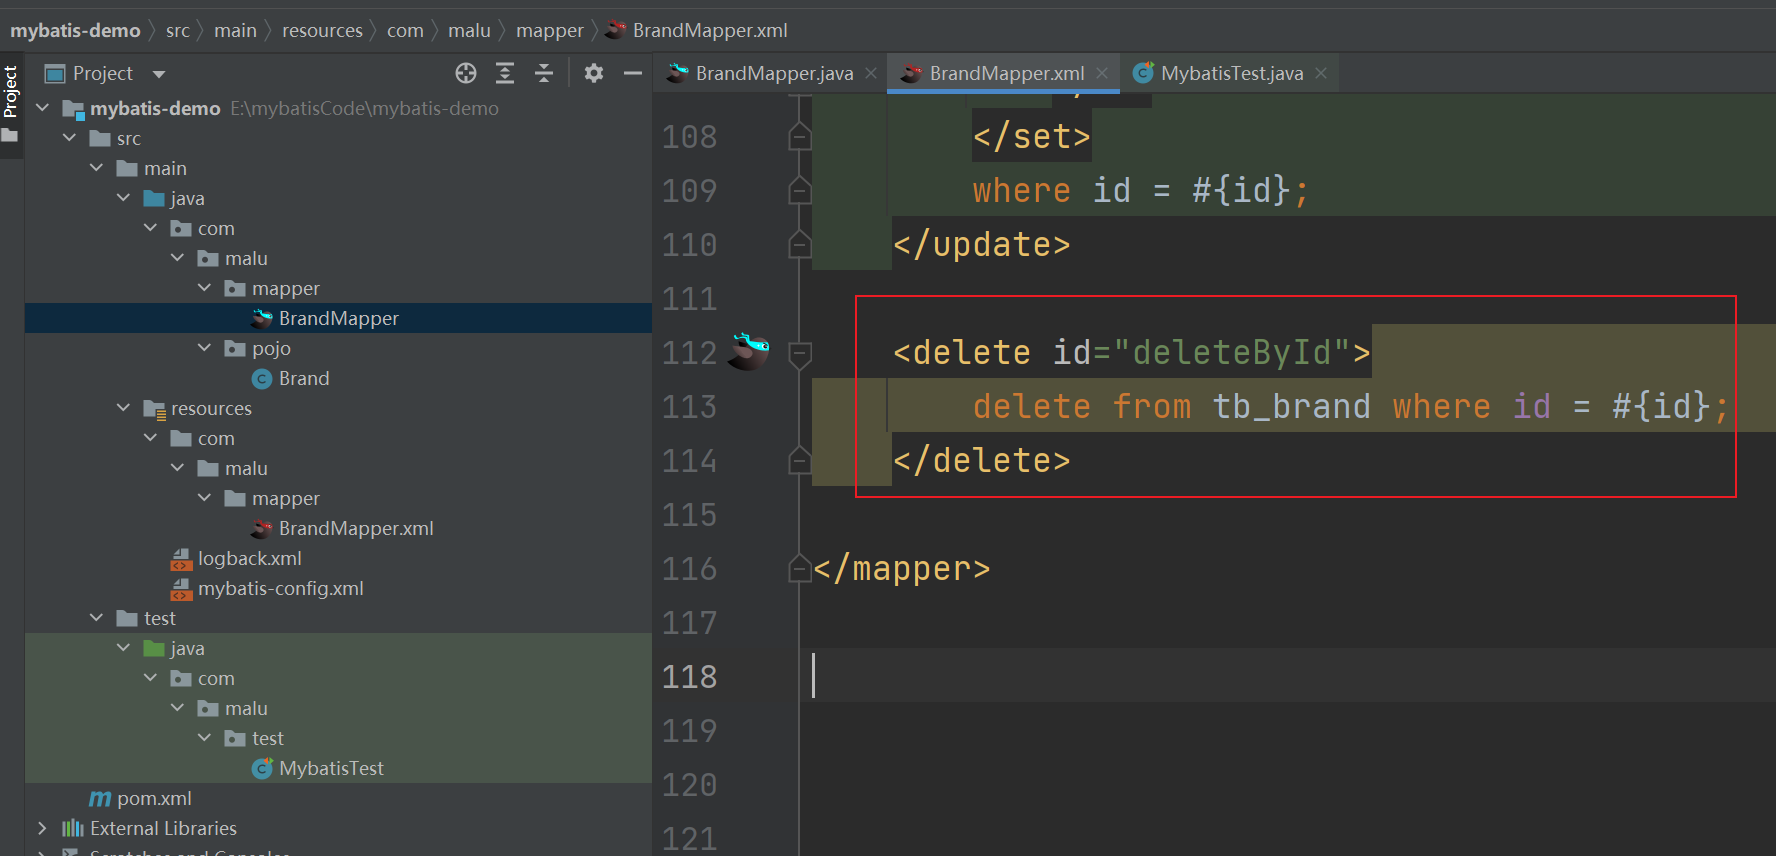 mybatis-demo src main resources com malu mapper BrandMapper.xml
Project
Project
BrandMapper.java BrandMapper.xml MybatisTest.java
mybatis-demo E:\mybatisCode\mybatis-demo
src
main
java
com
malu
mapper
BrandMapper
pojo
Brand
resources
com
malu
mapper
BrandMapper.xml
logback.xml
mybatis-config.xml
test
java
com
malu
test
MybatisTest
pom.xml
External Libraries
Scratches and Consoles
108 </set>
109 where id = #{id};
110 </update>
111
112 <delete id="deleteById">
113 delete from tb_brand where id = #{id};
114 </delete>
115
116 </mapper>
117
118
119
120
121